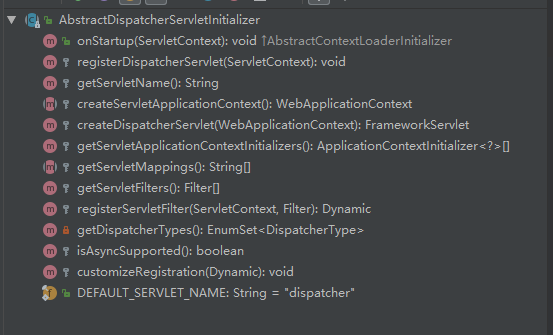 AbstractDispatcherServletInitializer
onStartup(ServletContext): void ↑AbstractContextLoaderInitializer
registerDispatcherServlet(ServletContext): void
getServletName(): String
createServletApplicationContext(): WebApplicationContext
createDispatcherServlet(WebApplicationContext): FrameworkServlet
getServletApplicationContextInitializers(): ApplicationContextInitializer<?>[]
getServletMappings(): String[]
getServletFilters(): Filter[]
registerServletFilter(ServletContext, Filter): Dynamic
getDispatcherTypes(): EnumSet<DispatcherType>
isAsyncSupported(): boolean
customizeRegistration(Dynamic): void
DEFAULT_SERVLET_NAME: String = "dispatcher"